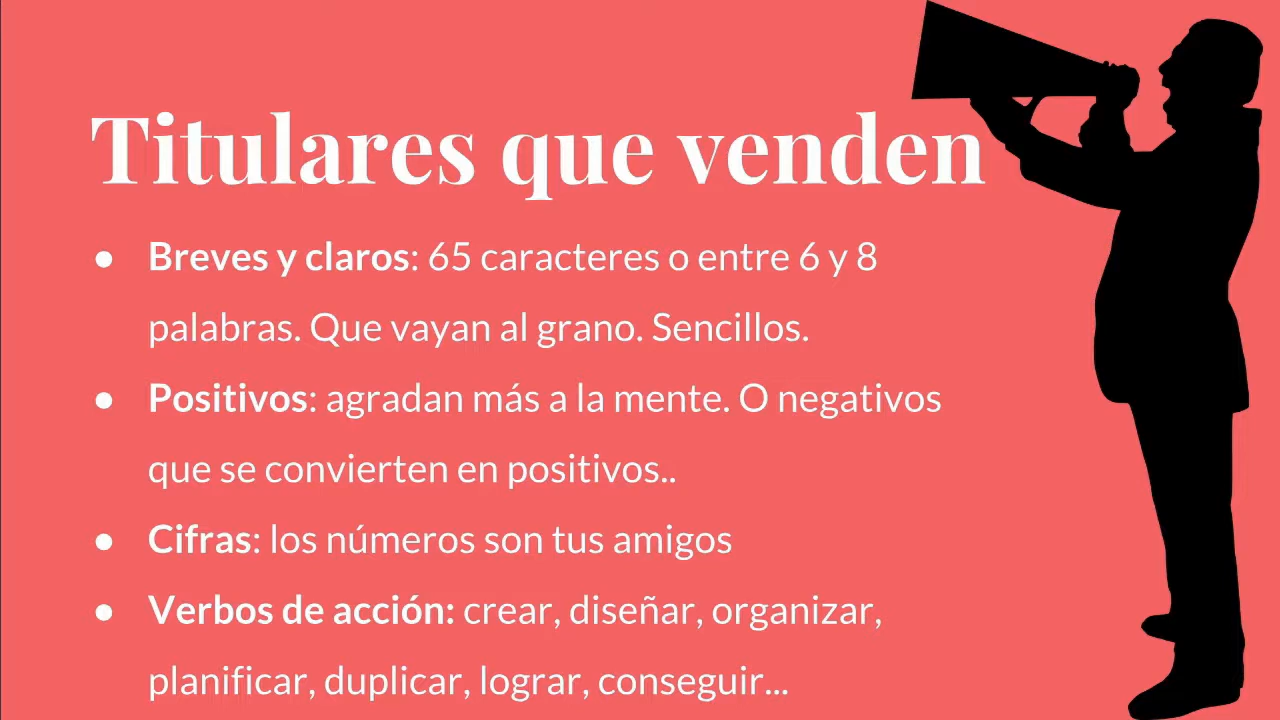 Titulares que venden
● Breves y claros: 65 caracteres o entre 6 y 8
palabras. Que vayan al grano. Sencillos.
● Positivos: agradan más a la mente. O negativos
que se convierten en positivos..
● Cifras: los números son tus amigos
● Verbos de acción: crear, diseñar, organizar,
planificar, duplicar, lograr, conseguir...